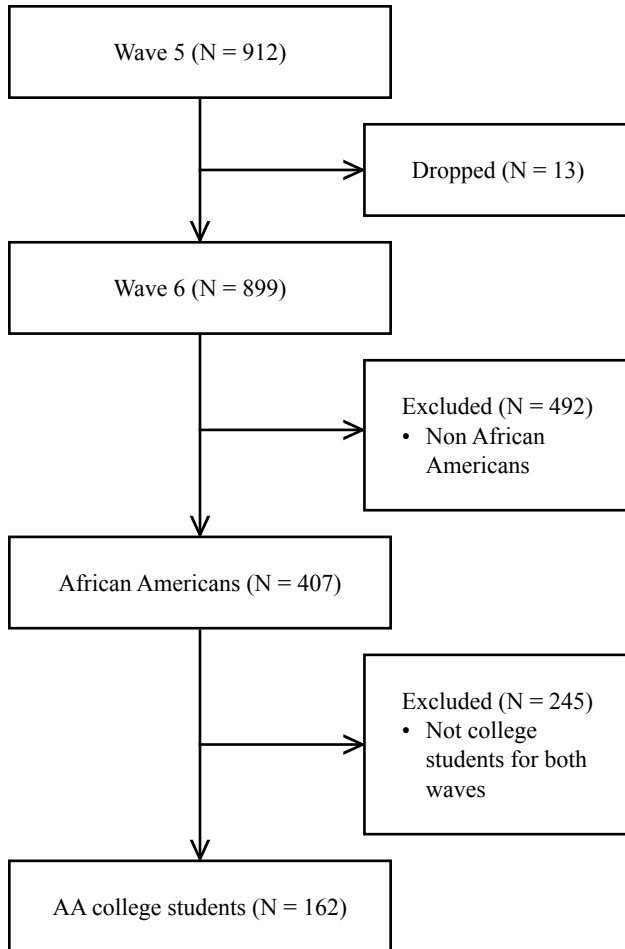 Wave 5 (N = 912)
Dropped (N = 13)
Wave 6 (N = 899)
Excluded (N = 492)
• Non African
Americans
African Americans (N = 407)
Excluded (N = 245)
• Not college
students for both
waves
AA college students (N = 162)